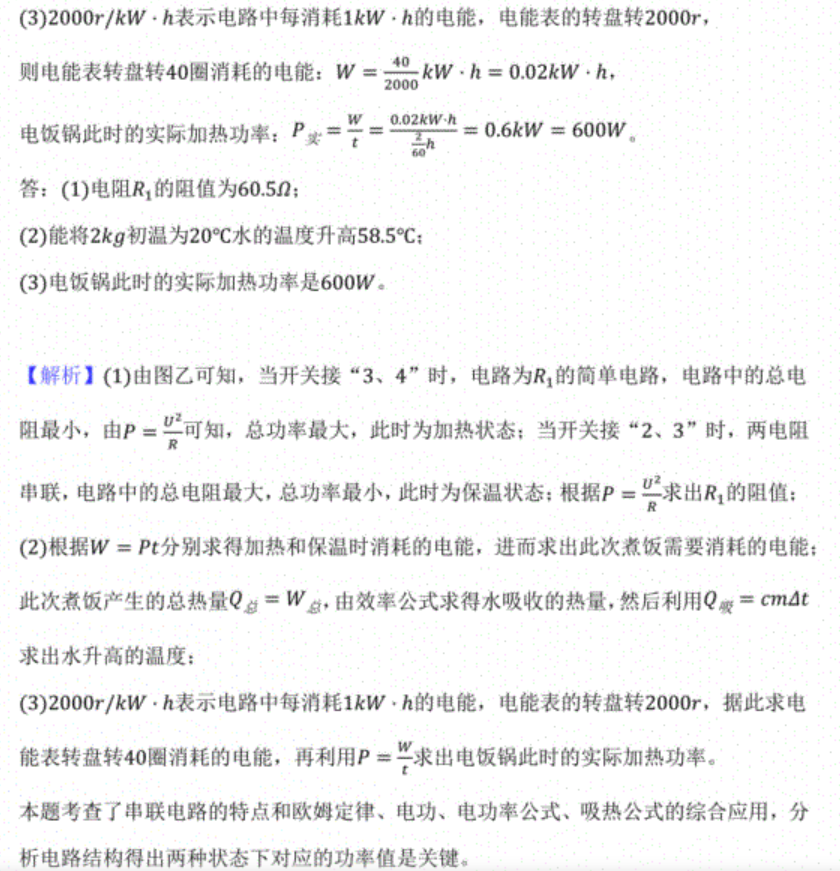 (3)2000r/kW·h表示电路中每消耗1kW·h的电能，电能表的转盘转2000r，
则电能表转盘转40圈消耗的电能：W = 40/2000 kW·h = 0.02kW·h，
电饭锅此时的实际加热功率：P实 = W/t = 0.02kW·h / (2/60 h) = 0.6kW = 600W。
答：(1)电阻R₁的阻值为60.5Ω；
(2)能将2kg初温为20℃水的温度升高58.5℃；
(3)电饭锅此时的实际加热功率是600W。
【解析】(1)由图乙可知，当开关接“3、4”时，电路为R₁的简单电路，电路中的总电
阻最小，由P = U²/R可知，总功率最大，此时为加热状态；当开关接“2、3”时，两电阻
串联，电路中的总电阻最大，总功率最小，此时为保温状态；根据P = U²/R求出R₁的阻值；
(2)根据W = Pt分别求得加热和保温时消耗的电能，进而求出此次煮饭需要消耗的电能；
此次煮饭产生的总热量Q总 = W总，由效率公式求得水吸收的热量，然后利用Q吸 = cmΔt
求出水升高的温度；
(3)2000r/kW·h表示电路中每消耗1kW·h的电能，电能表的转盘转2000r，据此求电
能表转盘转40圈消耗的电能，再利用P = W/t求出电饭锅此时的实际加热功率。
本题考查了串联电路的特点和欧姆定律、电功、电功率公式、吸热公式的综合应用，分
析电路结构得出两种状态下对应的功率值是关键。